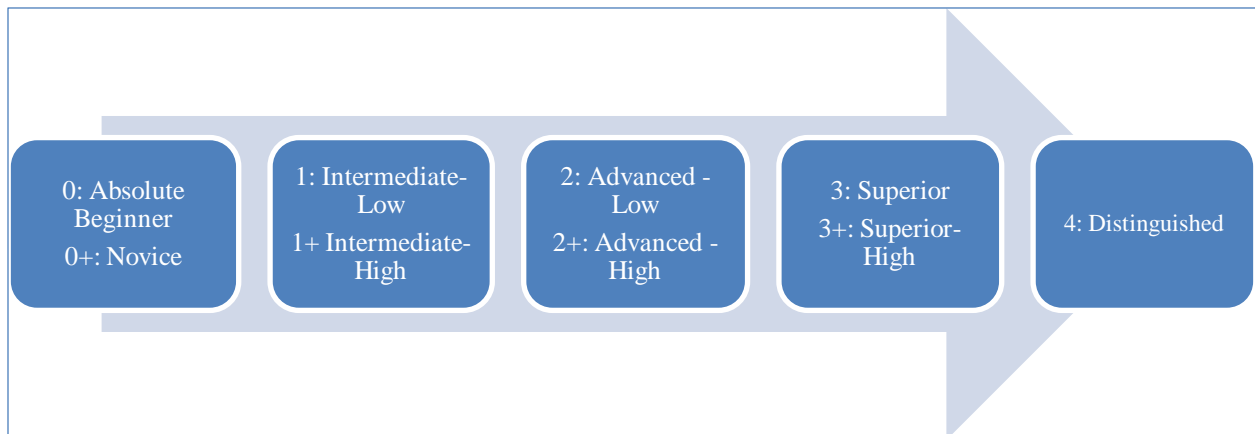 0: Absolute
Beginner
0+: Novice
1: Intermediate-
Low
1+ Intermediate-
High
2: Advanced -
Low
2+: Advanced -
High
3: Superior
3+: Superior-
High
4: Distinguished